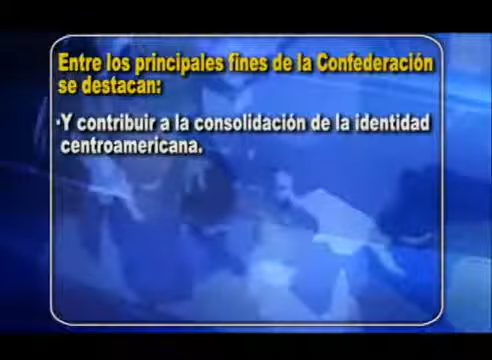 Entre los principales fines de la Confederación
se destacan:
·Y contribuir a la consolidación de la identidad
centroamericana.